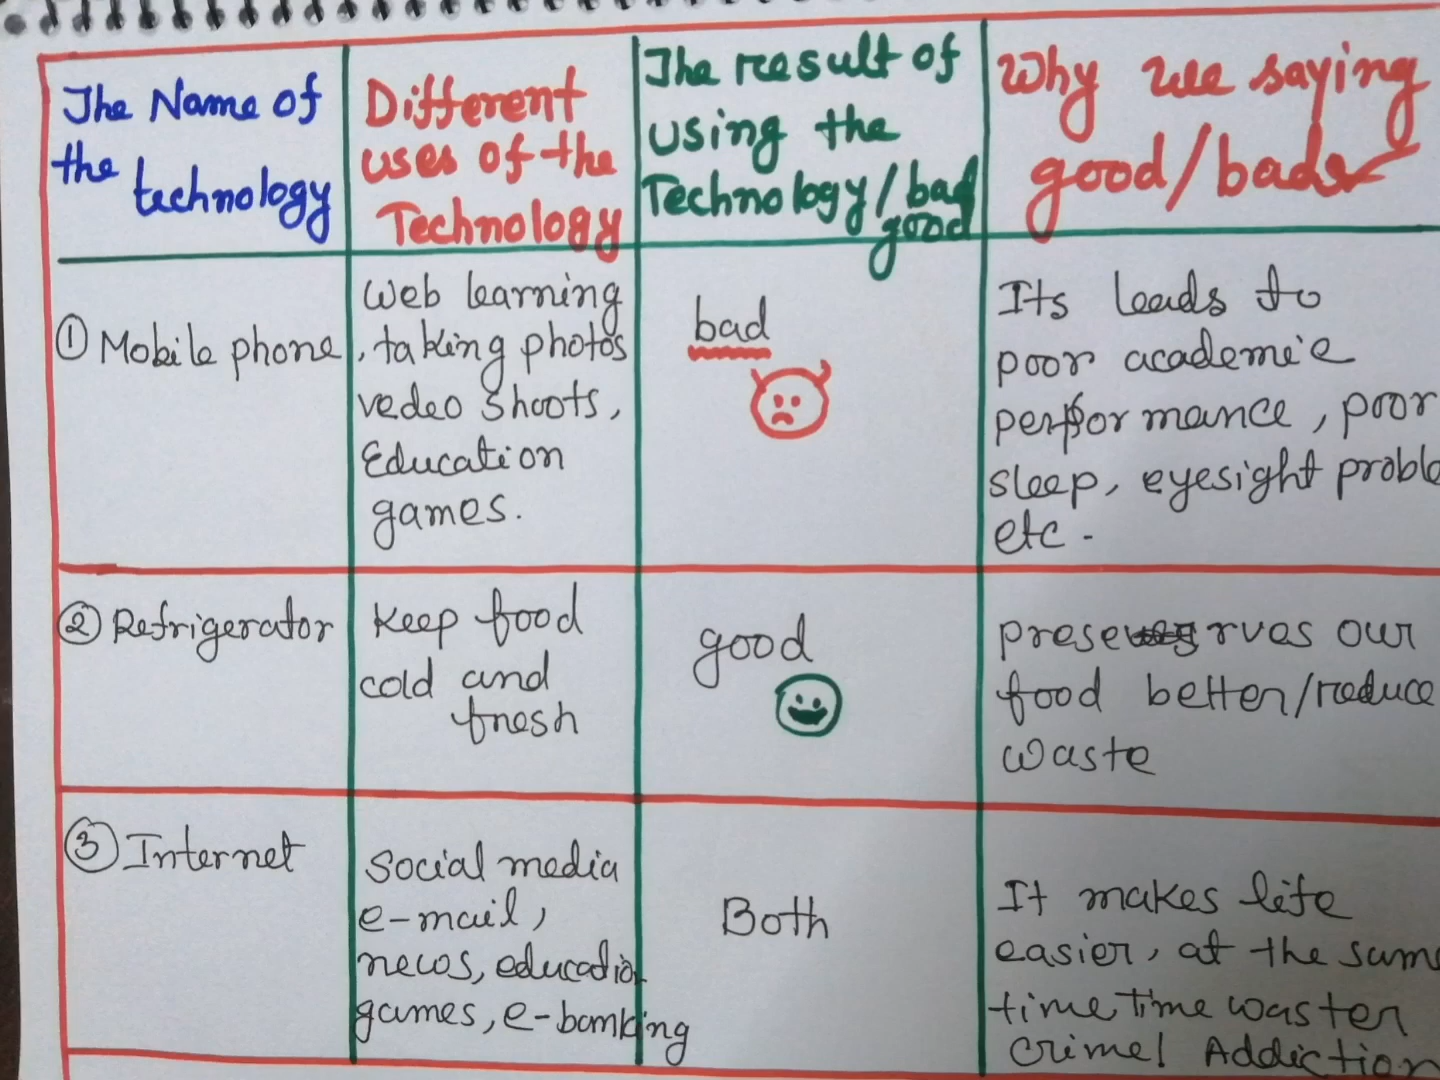 The Name of
the technology
Different
uses of the
Technology
The result of
using the
Technology/bad
good
Why we saying
good/bad
① Mobile phone
Web learning
, taking photos
vedeo shoots,
Education
games.
bad
Its leads to
poor academic
performance, poor
sleep, eyesight proble
etc.
② Refrigerator
Keep food
cold and
fresh
good
preserves our
food better/reduce
waste
③ Internet
Social media
e-mail,
news, education
games, e-banking
Both
It makes life
easier, at the same
time, Time waster
crime! Addiction